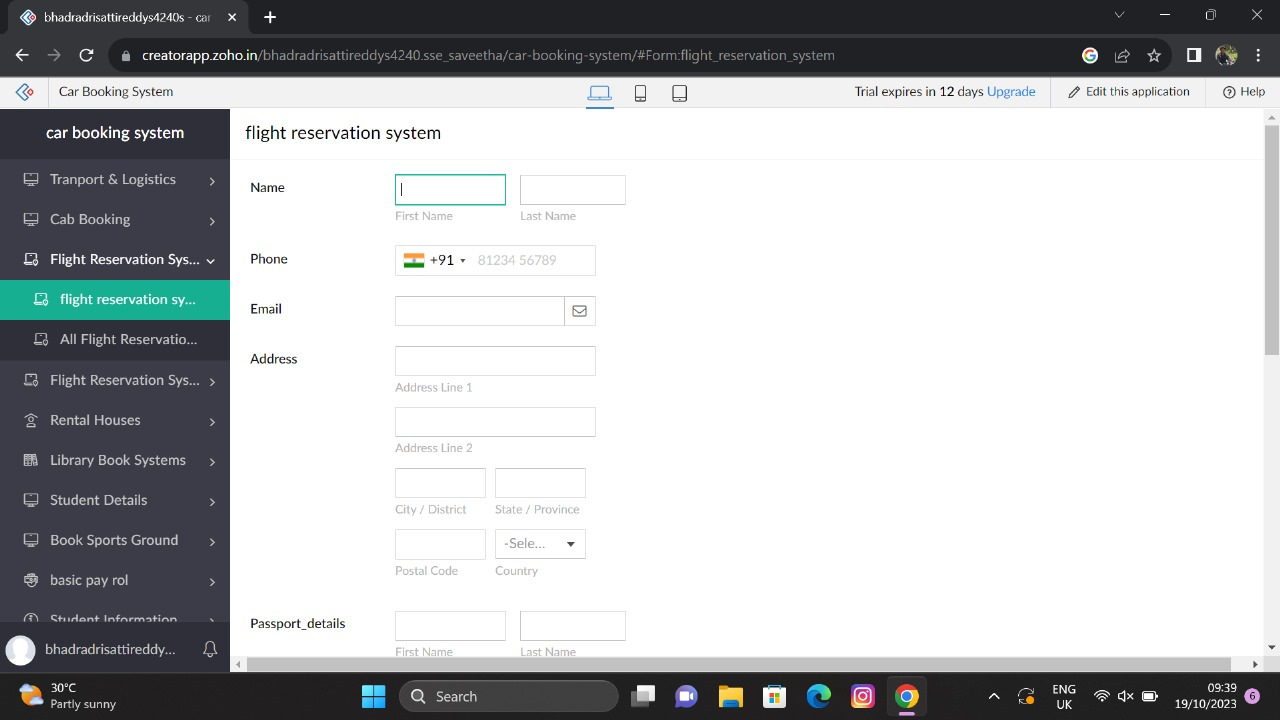 bhadradrisattireddys4240s - car
creatorapp.zoho.in/bhadradrisattireddys4240.sse_saveetha/car-booking-system/#Form:flight_reservation_system
Car Booking System
Trial expires in 12 days Upgrade
Edit this application
Help
car booking system
Tranport & Logistics
Cab Booking
Flight Reservation Sys...
flight reservation sy...
All Flight Reservatio...
Flight Reservation Sys...
Rental Houses
Library Book Systems
Student Details
Book Sports Ground
basic pay rol
Student Information
bhadradrisattireddy...
flight reservation system
Name
First Name
Last Name
Phone
+91
81234 56789
Email
Address
Address Line 1
Address Line 2
City / District
State / Province
-Sele...
Postal Code
Country
Passport_details
First Name
Last Name
30°C
Partly sunny
Search
ENG
UK
09:39
19/10/2023
6